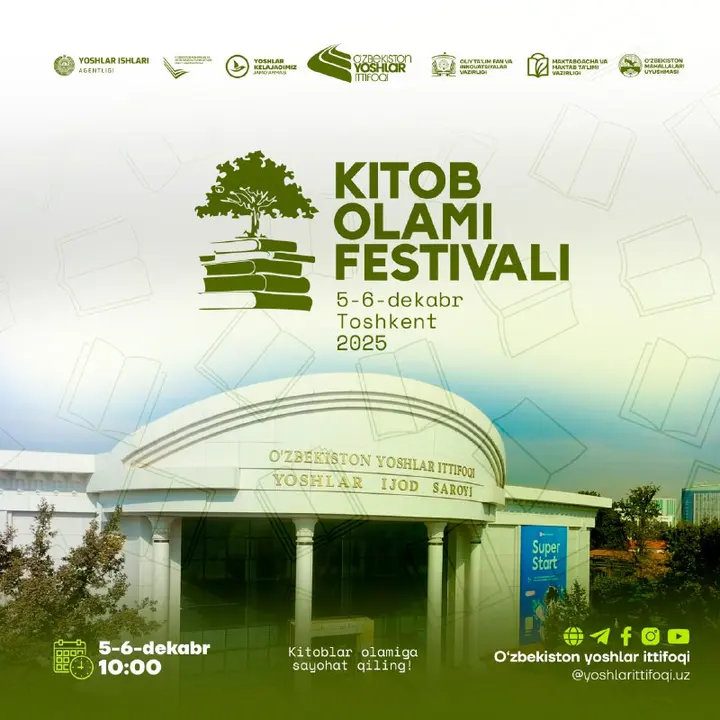 YOSHLAR ISHLARI
AGENTLIGI
YOSHLAR
KELAJAGIMIZ
JAMG'ARMASI
O'ZBEKISTON
YOSHLAR
ITTIFOQI
OLIY TA'LIM FAN VA
INNOVATSIYALAR
VAZIRLIGI
MAKTABGACHA VA
MAKTAB TA'LIMI
VAZIRLIGI
O'ZBEKISTON
MAHALLALARI
UYUSHMASI
KITOB
OLAMI
FESTIVALI
5-6-dekabr
Toshkent
2025
O'ZBEKISTON YOSHLAR ITTIFOQI
YOSHLAR IJOD SAROYI
Super
Start
5-6-dekabr
10:00
Kitoblar olamiga
sayohat qiling!
O'zbekiston yoshlar ittifoqi
@yoshlarittifoqi.uz